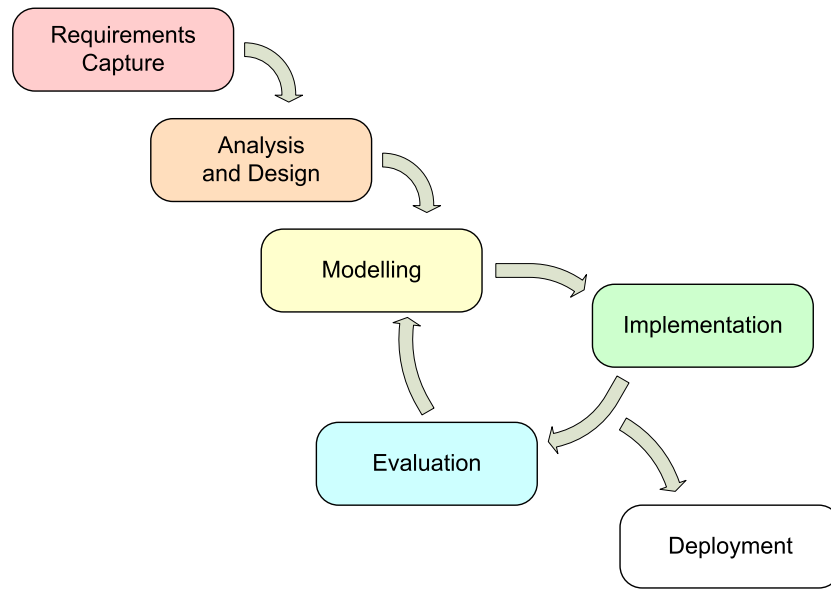 Requirements
Capture
Analysis
and Design
Modelling
Implementation
Evaluation
Deployment